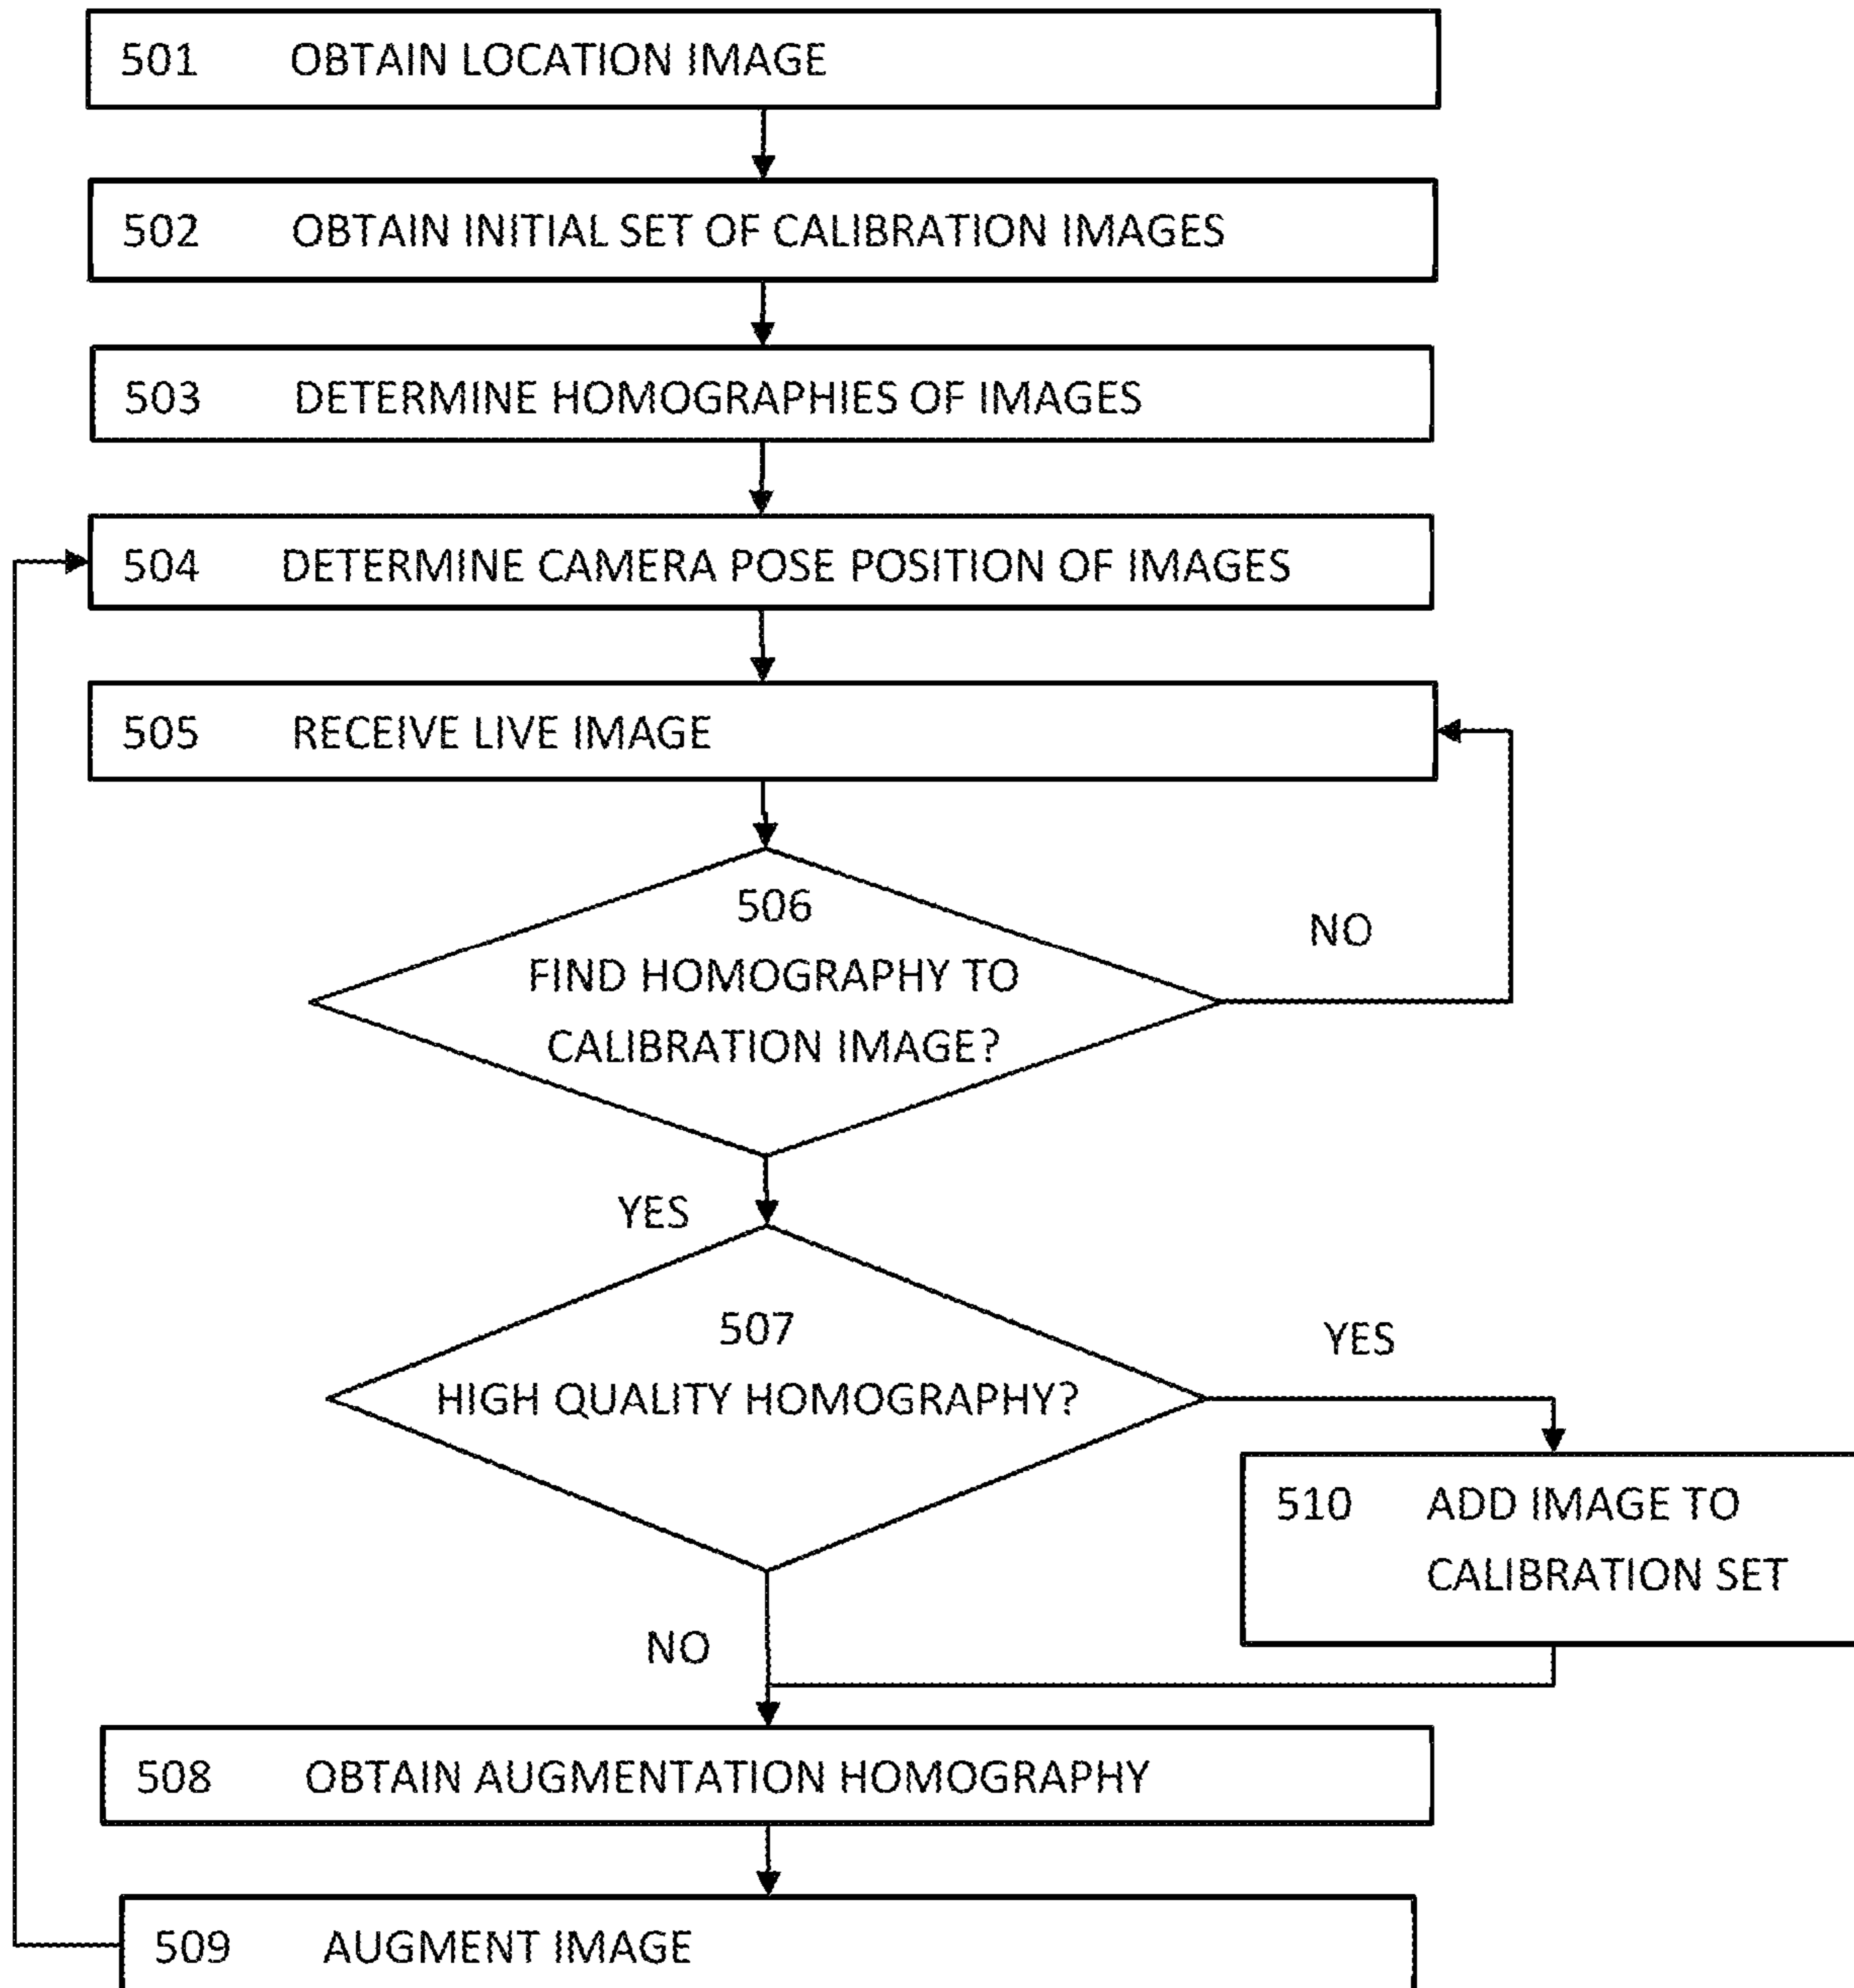 501 OBTAIN LOCATION IMAGE
502 OBTAIN INITIAL SET OF CALIBRATION IMAGES
503 DETERMINE HOMOGRAPHIES OF IMAGES
504 DETERMINE CAMERA POSE POSITION OF IMAGES
505 RECEIVE LIVE IMAGE
506
FIND HOMOGRAPHY TO
CALIBRATION IMAGE?
NO
YES
507
HIGH QUALITY HOMOGRAPHY?
YES
510 ADD IMAGE TO
CALIBRATION SET
NO
508 OBTAIN AUGMENTATION HOMOGRAPHY
509 AUGMENT IMAGE